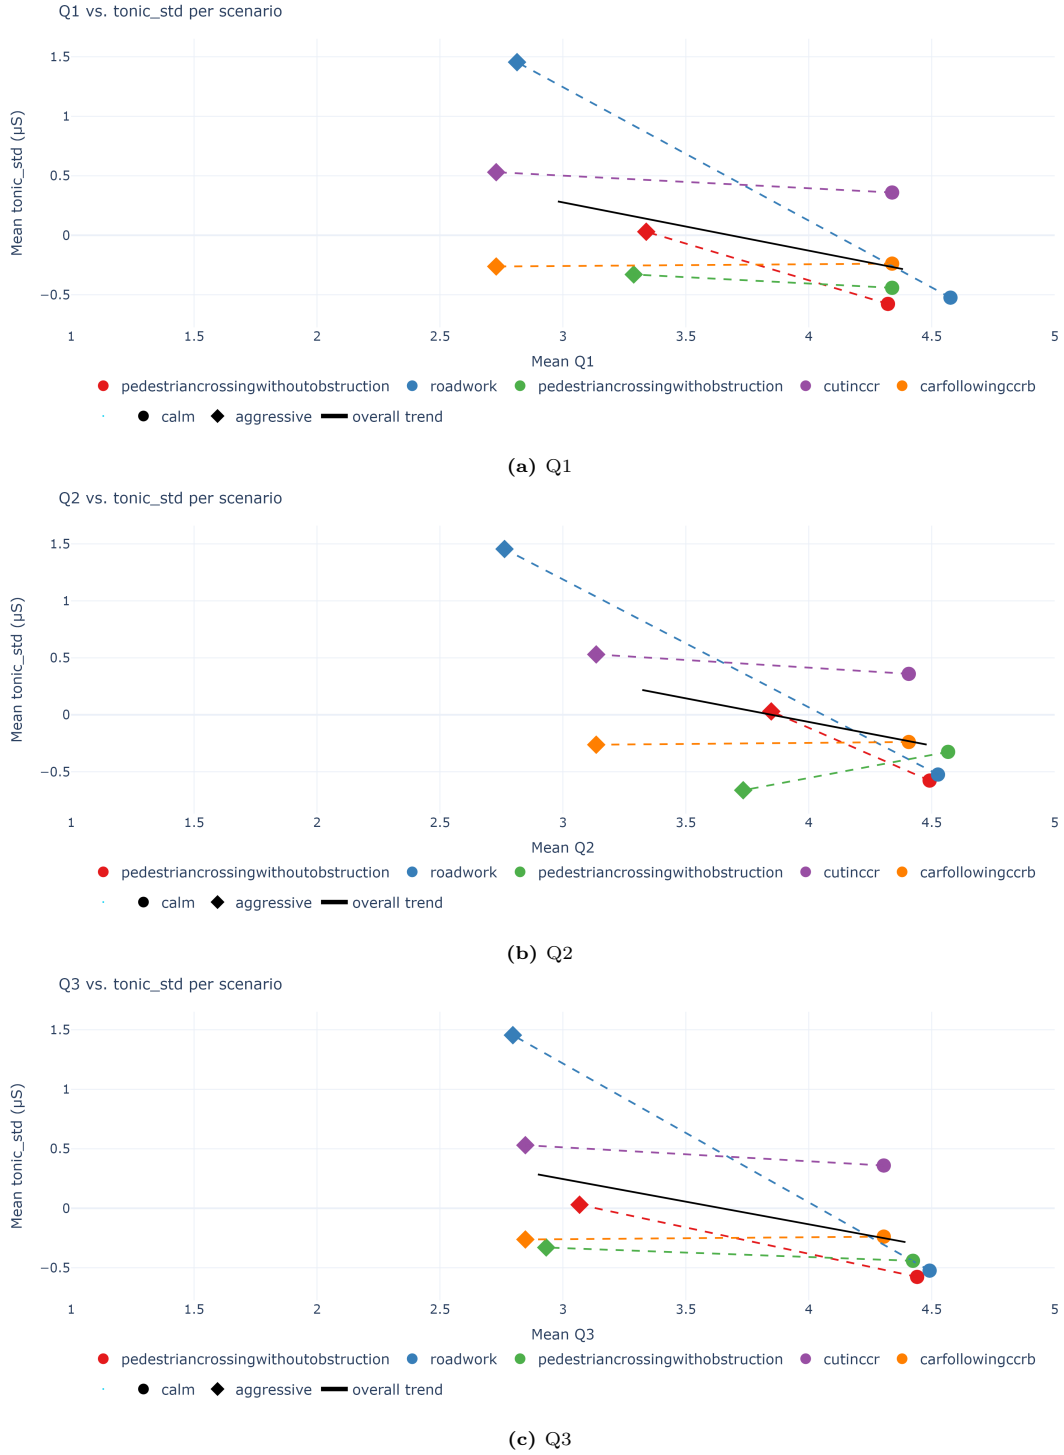 Q1 vs. tonic_std per scenario
Mean tonic_std (μS)
1.5
1
0.5
0
−0.5
1 1.5 2 2.5 3 3.5 4 4.5 5
Mean Q1
pedestriancrossingwithoutobstruction roadwork pedestriancrossingwithobstruction cutinccr carfollowingccrb
calm aggressive overall trend
(a) Q1
Q2 vs. tonic_std per scenario
Mean tonic_std (μS)
1.5
1
0.5
0
−0.5
1 1.5 2 2.5 3 3.5 4 4.5 5
Mean Q2
pedestriancrossingwithoutobstruction roadwork pedestriancrossingwithobstruction cutinccr carfollowingccrb
calm aggressive overall trend
(b) Q2
Q3 vs. tonic_std per scenario
Mean tonic_std (μS)
1.5
1
0.5
0
−0.5
1 1.5 2 2.5 3 3.5 4 4.5 5
Mean Q3
pedestriancrossingwithoutobstruction roadwork pedestriancrossingwithobstruction cutinccr carfollowingccrb
calm aggressive overall trend
(c) Q3